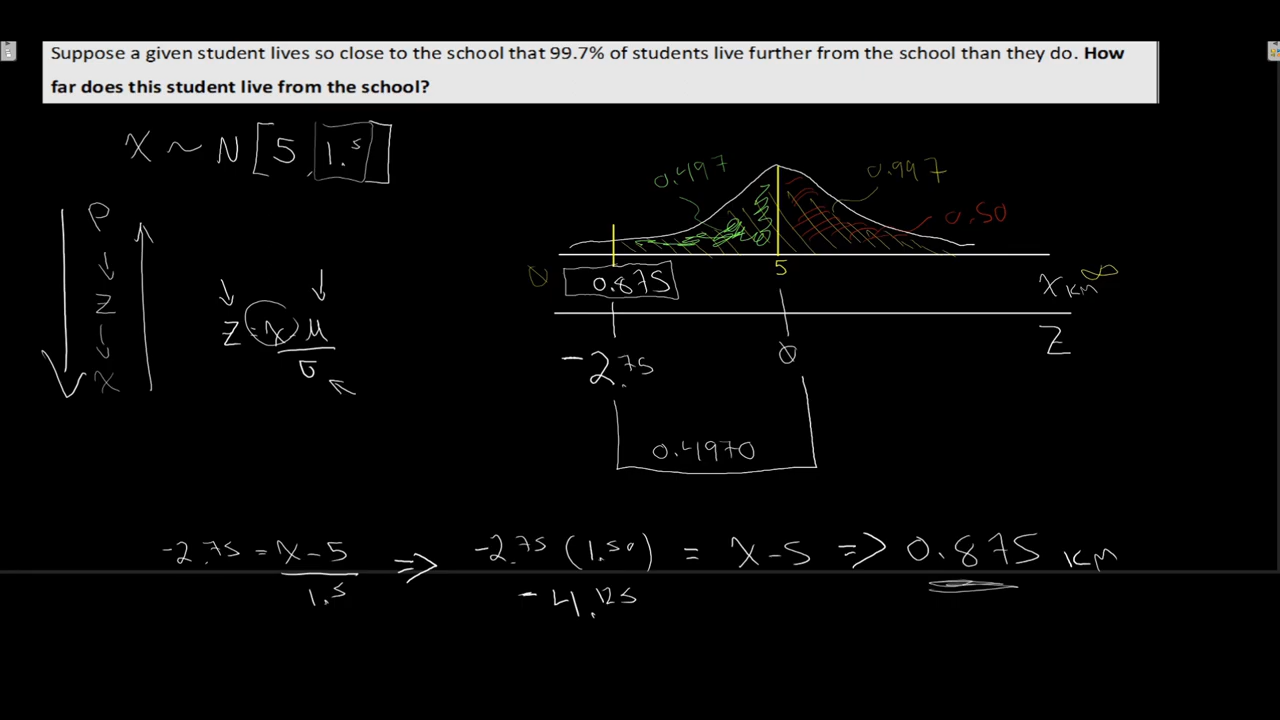 Suppose a given student lives so close to the school that 99.7% of students live further from the school than they do. How
far does this student live from the school?
X ~ N [5, 1.5]
P
Z
X
Z = X - μ
σ
0.497
0.997
0.50
0
0.875
5
X KM ∞
Z
-2.75
0
0.4970
-2.75 = X - 5 => -2.75 (1.50) = X - 5 => 0.875 KM
1.5
-4.125